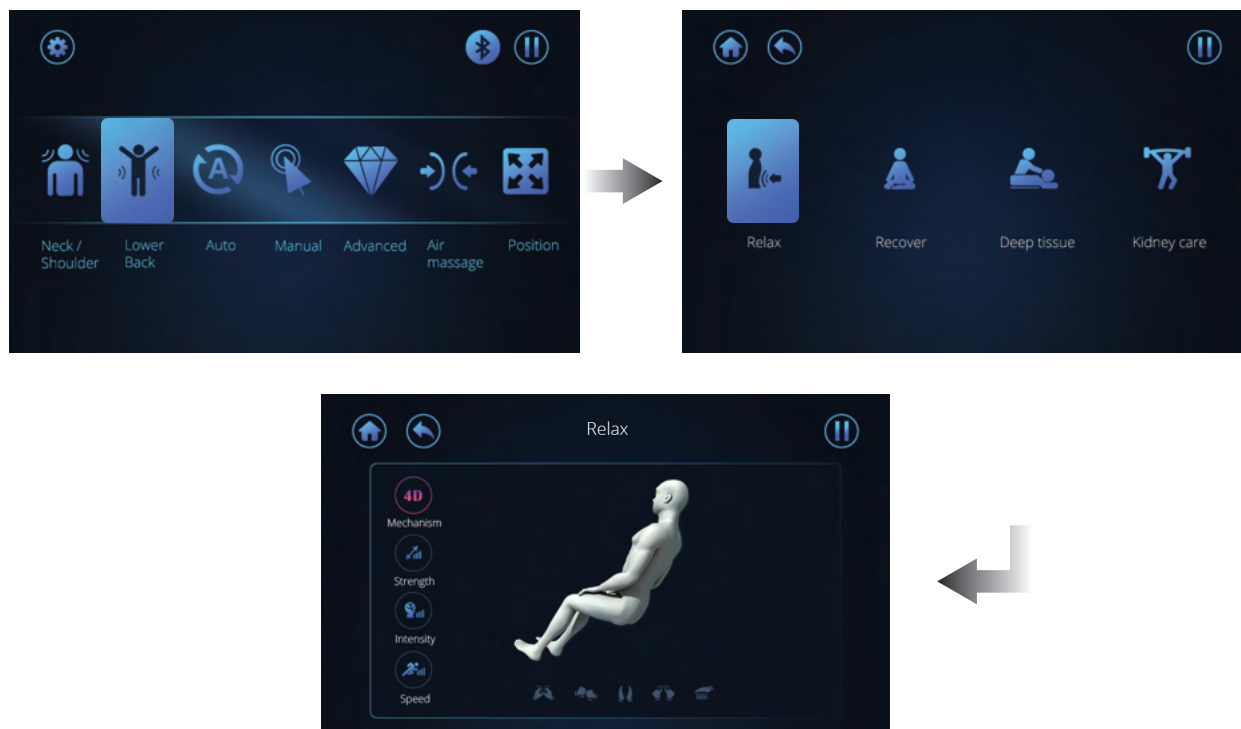 A
Neck /
Shoulder
Lower
Back
Auto
Manual
Advanced
Air
massage
Position
Relax
Recover
Deep tissue
Kidney care
Relax
4D
Mechanism
Strength
Intensity
Speed